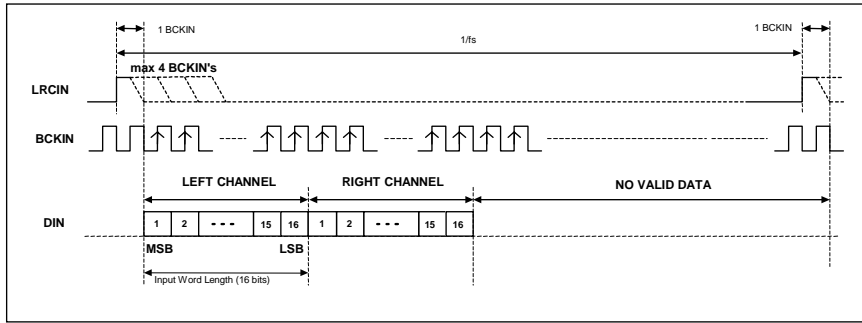 1 BCKIN
1 BCKIN
1/fs
max 4 BCKIN's
LRCIN
BCKIN
LEFT CHANNEL
RIGHT CHANNEL
NO VALID DATA
DIN
1 2 15 16 1 2 15 16
MSB
LSB
Input Word Length (16 bits)